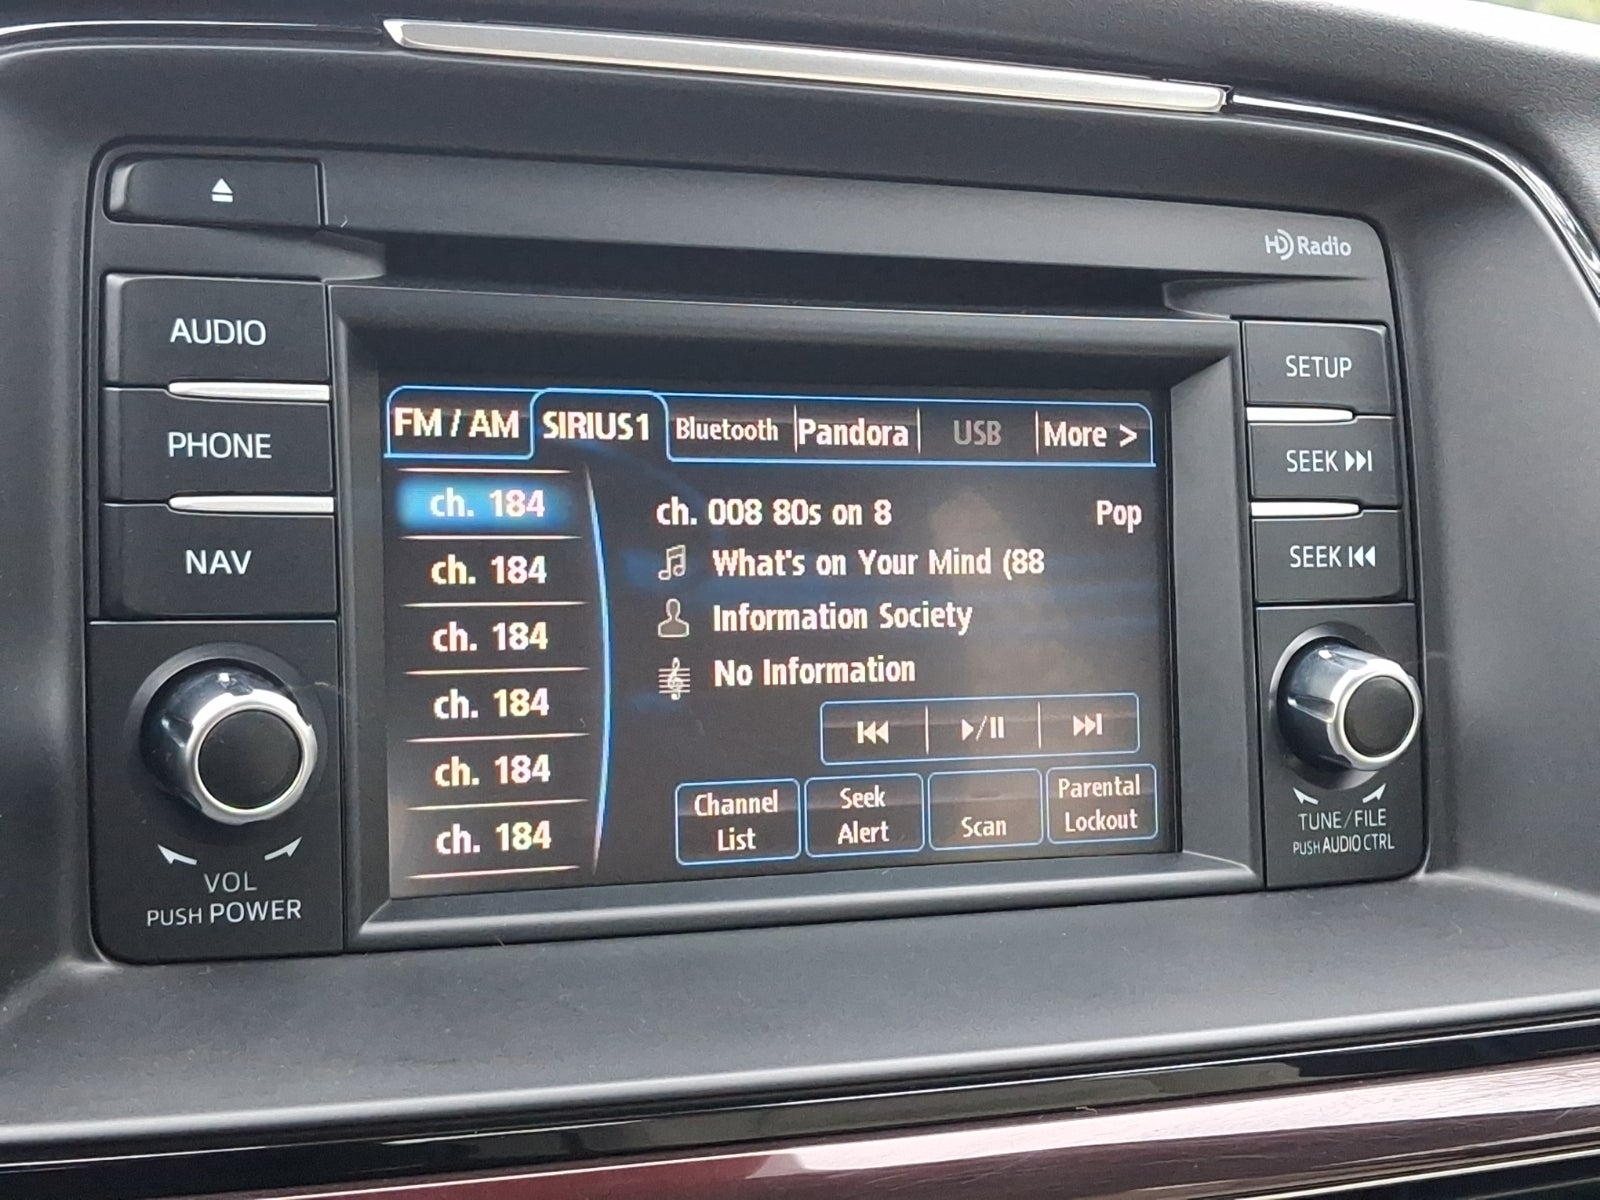 HD Radio
AUDIO
PHONE
NAV
VOL
PUSH POWER
FM / AM
SIRIUS1
Bluetooth
Pandora
USB
More >
ch. 184
ch. 184
ch. 184
ch. 184
ch. 184
ch. 184
ch. 008 80s on 8
Pop
What's on Your Mind (88
Information Society
No Information
Channel
List
Seek
Alert
Scan
Parental
Lockout
SETUP
SEEK
SEEK
TUNE/FILE
PUSH AUDIO CTRL